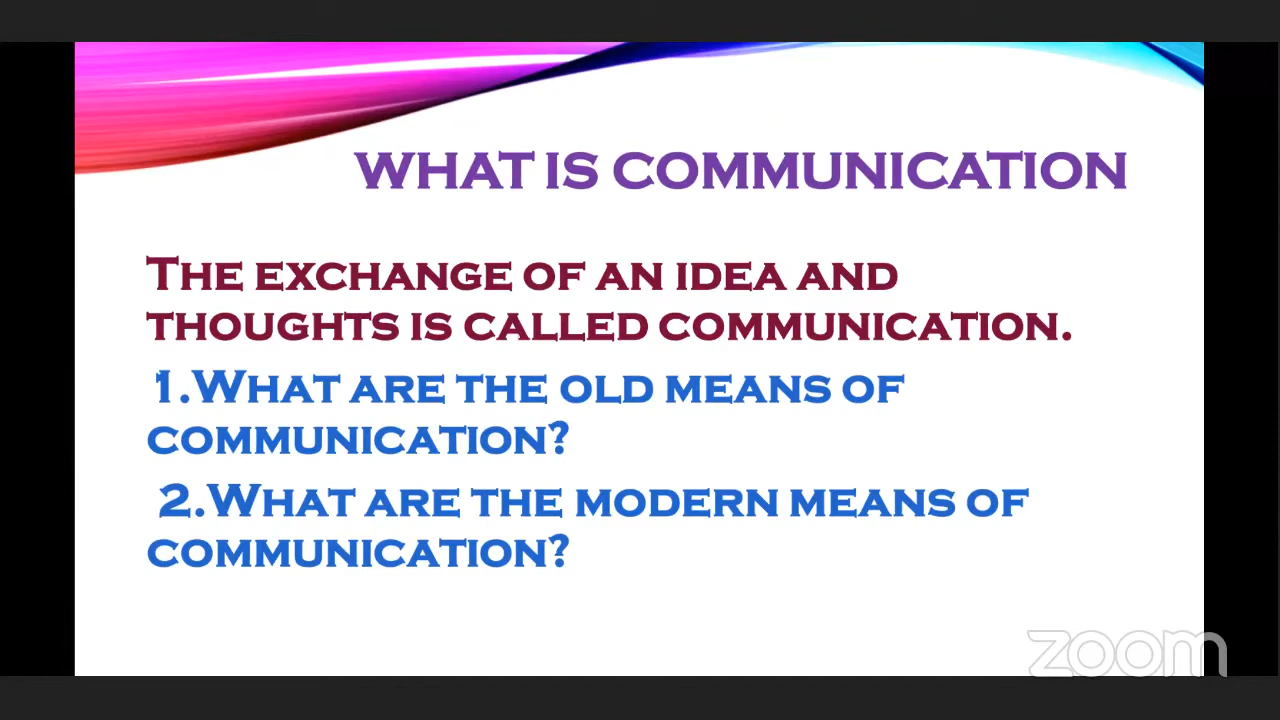 WHAT IS COMMUNICATION
THE EXCHANGE OF AN IDEA AND
THOUGHTS IS CALLED COMMUNICATION.
1.WHAT ARE THE OLD MEANS OF
COMMUNICATION?
2.WHAT ARE THE MODERN MEANS OF
COMMUNICATION?
zoom